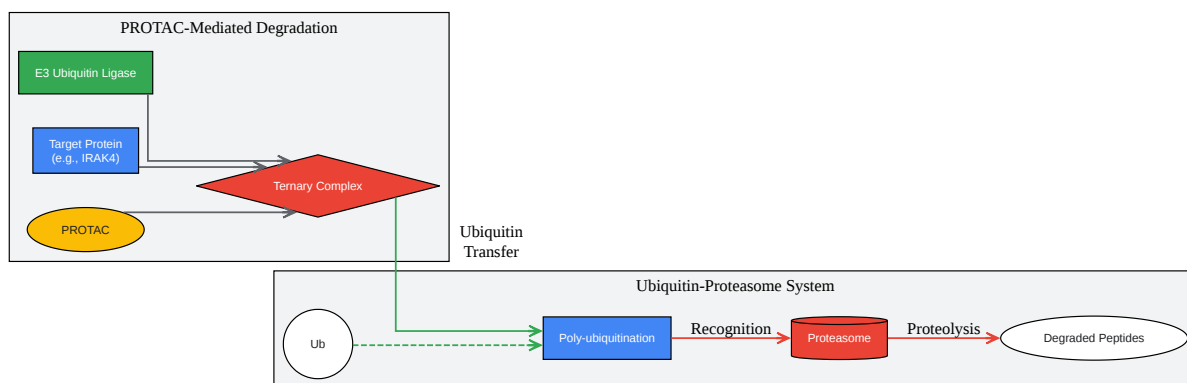 PROTAC-Mediated Degradation
E3 Ubiquitin Ligase
Target Protein
(e.g., IRAK4)
Ternary Complex
PROTAC
Ubiquitin
Transfer
Ubiquitin-Proteasome System
Ub
Poly-ubiquitination
Recognition
Proteasome
Proteolysis
Degraded Peptides